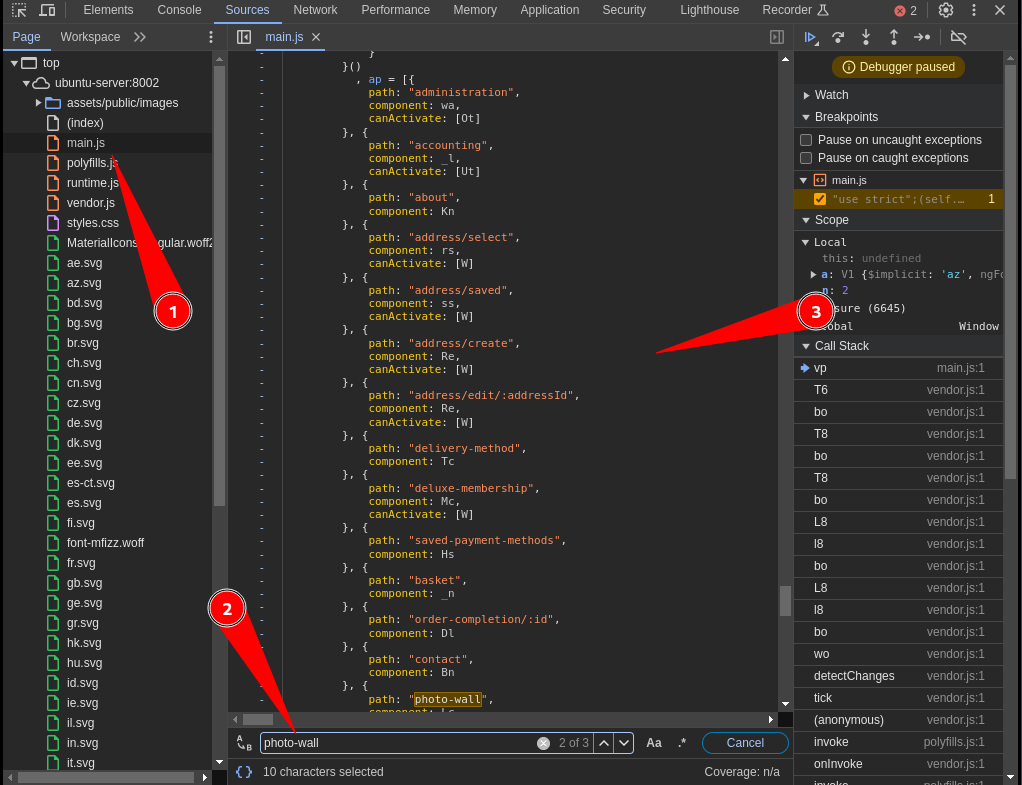 Elements Console Sources Network Performance Memory Application Security Lighthouse Recorder 2
Page Workspace
top
ubuntu-server:8002
assets/public/images
(index)
main.js
polyfills.js
runtime.js
vendor.js
styles.css
ae.svg
az.svg
bd.svg
bg.svg
br.svg
ch.svg
cn.svg
cz.svg
de.svg
dk.svg
ee.svg
es-ct.svg
es.svg
fi.svg
font-mfizz.woff
fr.svg
gb.svg
ge.svg
gr.svg
hk.svg
hu.svg
id.svg
ie.svg
il.svg
in.svg
it.svg
1
2
main.js
}
}()
, ap = [{
path: "administration",
component: wa,
canActivate: [Ot]
}, {
path: "accounting",
component: _l,
canActivate: [Ut]
}, {
path: "about",
component: Kn
}, {
path: "address/select",
component: rs,
canActivate: [W]
}, {
path: "address/saved",
component: ss,
canActivate: [W]
}, {
path: "address/create",
component: Re,
canActivate: [W]
}, {
path: "address/edit/:addressId",
component: Re,
canActivate: [W]
}, {
path: "delivery-method",
component: Tc
}, {
path: "deluxe-membership",
component: Mc,
canActivate: [W]
}, {
path: "saved-payment-methods",
component: Hs
}, {
path: "basket",
component: _n
}, {
path: "order-completion/:id",
component: Dl
}, {
path: "contact",
component: Bn
}, {
path: "photo-wall",
photo-wall 2 of 3 Aa .* Cancel
{ } 10 characters selected Coverage: n/a
Debugger paused
Watch
Breakpoints
Pause on uncaught exceptions
Pause on caught exceptions
main.js
"use strict";(self.… 1
Scope
Local
this: undefined
a: V1 {$implicit: 'az', ngFo
n: 2
3
(6645)
Window
Call Stack
vp main.js:1
T6 vendor.js:1
bo vendor.js:1
T8 vendor.js:1
bo vendor.js:1
T8 vendor.js:1
bo vendor.js:1
L8 vendor.js:1
l8 vendor.js:1
bo vendor.js:1
L8 vendor.js:1
l8 vendor.js:1
bo vendor.js:1
wo vendor.js:1
detectChanges vendor.js:1
tick vendor.js:1
(anonymous) vendor.js:1
invoke polyfills.js:1
onInvoke vendor.js:1
invoke polyfills.js:1